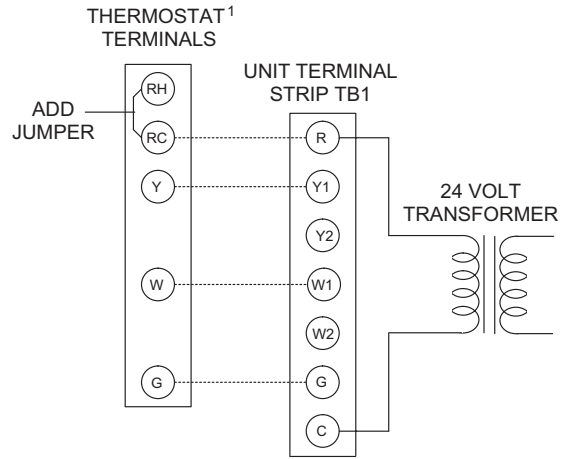 THERMOSTAT¹
TERMINALS
UNIT TERMINAL
STRIP TB1
ADD
JUMPER
24 VOLT
TRANSFORMER
RH
RC
Y
W
G
R
Y1
Y2
W1
W2
G
C